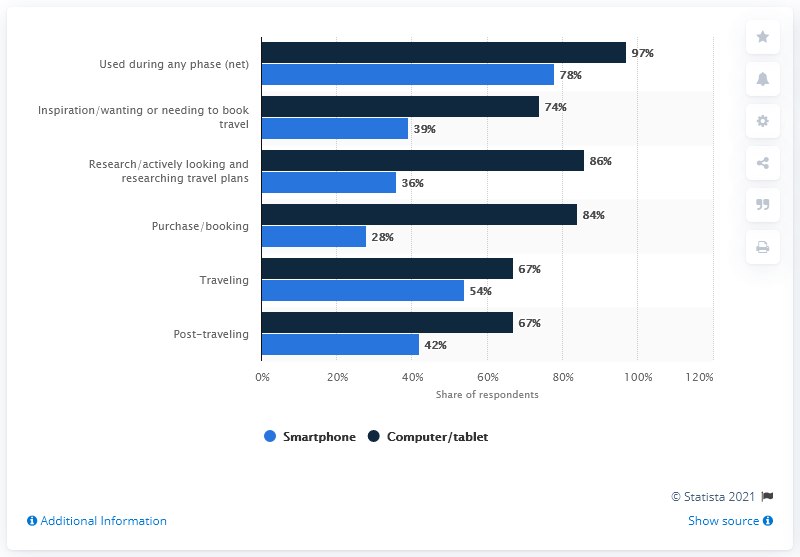 Used during any phase (net)
97%
78%
Inspiration/wanting or needing to book
travel
74%
39%
Research/actively looking and
researching travel plans
86%
36%
Purchase/booking
84%
28%
Traveling
67%
54%
Post-traveling
67%
42%
0% 20% 40% 60% 80% 100% 120%
Share of respondents
Smartphone Computer/tablet
© Statista 2021
Additional Information Show source